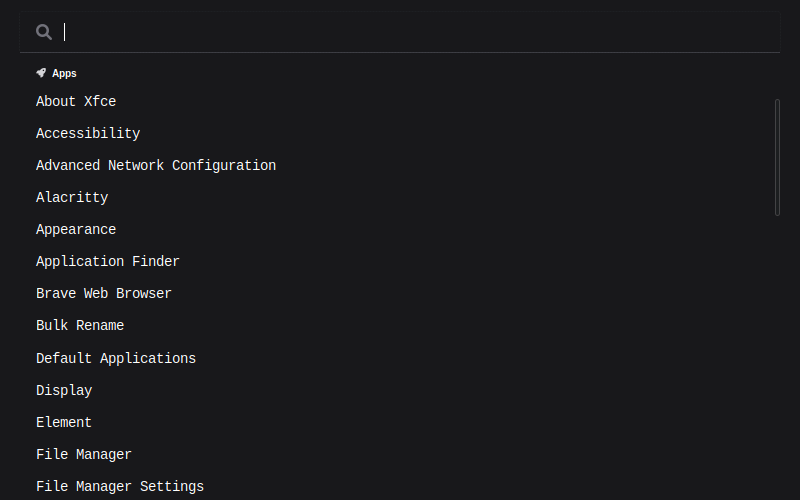 Apps
About Xfce
Accessibility
Advanced Network Configuration
Alacritty
Appearance
Application Finder
Brave Web Browser
Bulk Rename
Default Applications
Display
Element
File Manager
File Manager Settings